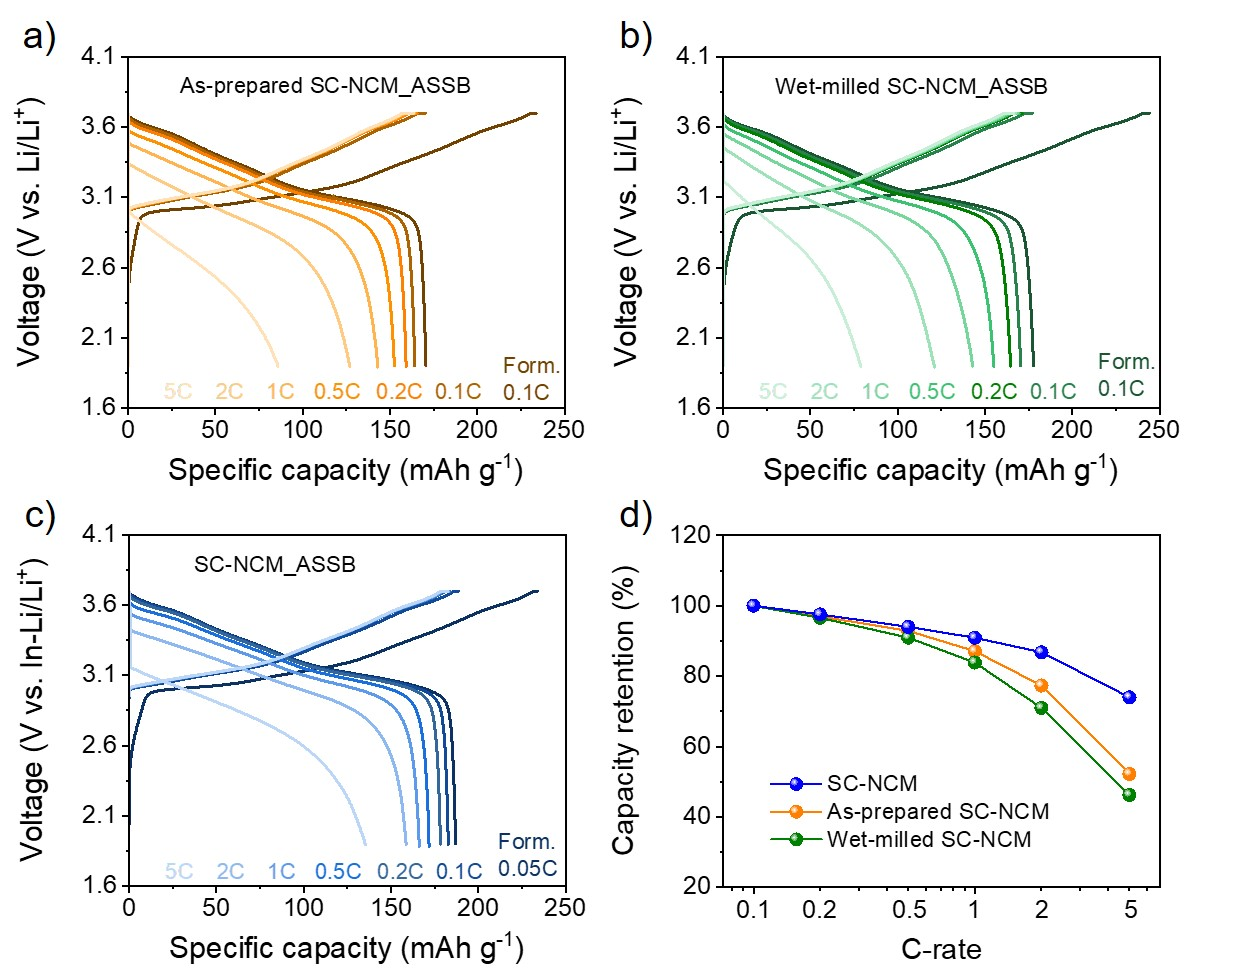 a)
As-prepared SC-NCM_ASSB
Voltage (V vs. Li/Li⁺)
4.1
3.6
3.1
2.6
2.1
1.6
Form.
5C 2C 1C 0.5C 0.2C 0.1C 0.1C
0 50 100 150 200 250
Specific capacity (mAh g⁻¹)
b)
Wet-milled SC-NCM_ASSB
Voltage (V vs. Li/Li⁺)
4.1
3.6
3.1
2.6
2.1
1.6
Form.
5C 2C 1C 0.5C 0.2C 0.1C 0.1C
0 50 100 150 200 250
Specific capacity (mAh g⁻¹)
c)
SC-NCM_ASSB
Voltage (V vs. In-Li/Li⁺)
4.1
3.6
3.1
2.6
2.1
1.6
Form.
5C 2C 1C 0.5C 0.2C 0.1C 0.05C
0 50 100 150 200 250
Specific capacity (mAh g⁻¹)
d)
Capacity retention (%)
120
100
80
60
40
20
SC-NCM
As-prepared SC-NCM
Wet-milled SC-NCM
0.1 0.2 0.5 1 2 5
C-rate